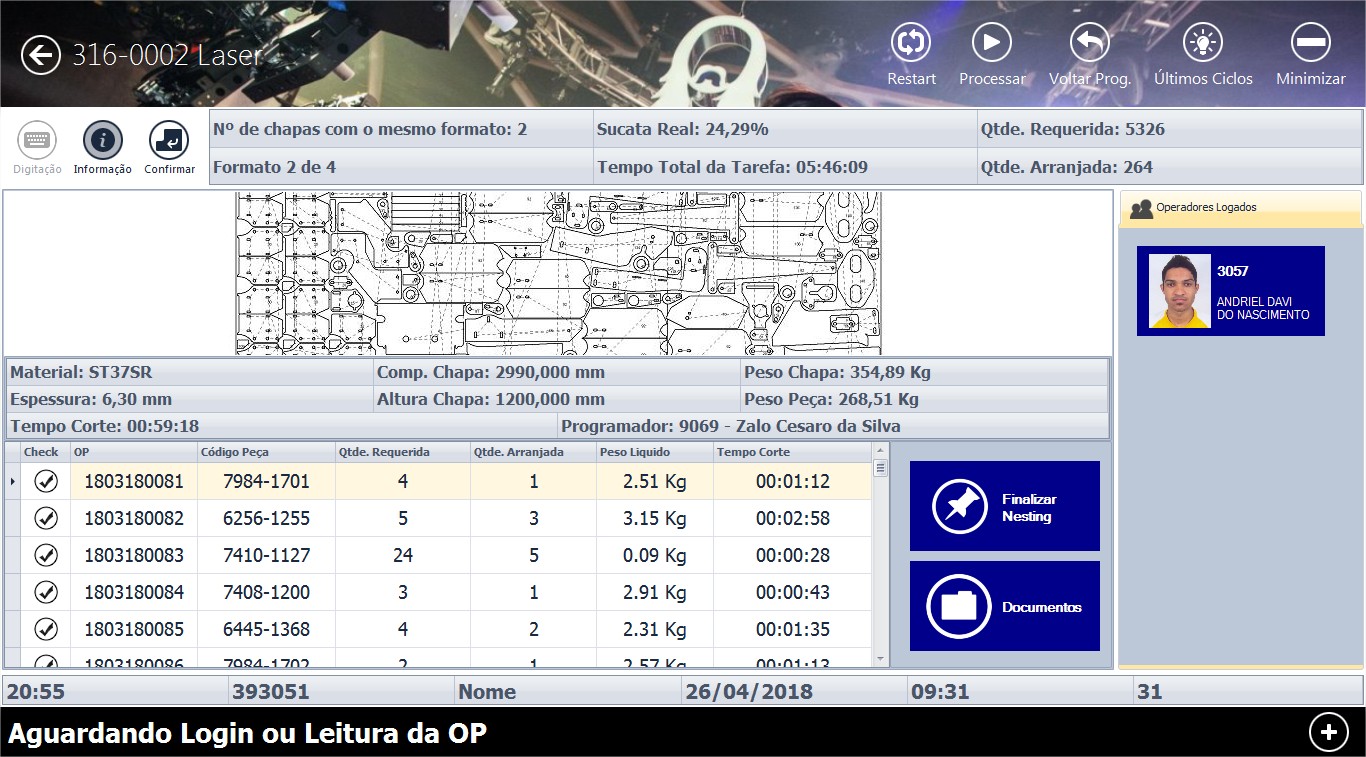 316-0002 Laser
Restart Processar Voltar Prog. Últimos Ciclos Minimizar
Digitação Informação Confirmar
Nº de chapas com o mesmo formato: 2 Sucata Real: 24,29% Qtde. Requerida: 5326
Formato 2 de 4 Tempo Total da Tarefa: 05:46:09 Qtde. Arranjada: 264
Operadores Logados
3057
ANDRIEL DAVI
DO NASCIMENTO
Material: ST37SR Comp. Chapa: 2990,000 mm Peso Chapa: 354,89 Kg
Espessura: 6,30 mm Altura Chapa: 1200,000 mm Peso Peça: 268,51 Kg
Tempo Corte: 00:59:18 Programador: 9069 - Zalo Cesaro da Silva
Check OP Código Peça Qtde. Requerida Qtde. Arranjada Peso Liquido Tempo Corte
1803180081 7984-1701 4 1 2.51 Kg 00:01:12
1803180082 6256-1255 5 3 3.15 Kg 00:02:58
1803180083 7410-1127 24 5 0.09 Kg 00:00:28
1803180084 7408-1200 3 1 2.91 Kg 00:00:43
1803180085 6445-1368 4 2 2.31 Kg 00:01:35
1803180086 7984-1702 2 1 2.57 Kg 00:01:13
Finalizar
Nesting
Documentos
20:55 393051 Nome 26/04/2018 09:31 31
Aguardando Login ou Leitura da OP